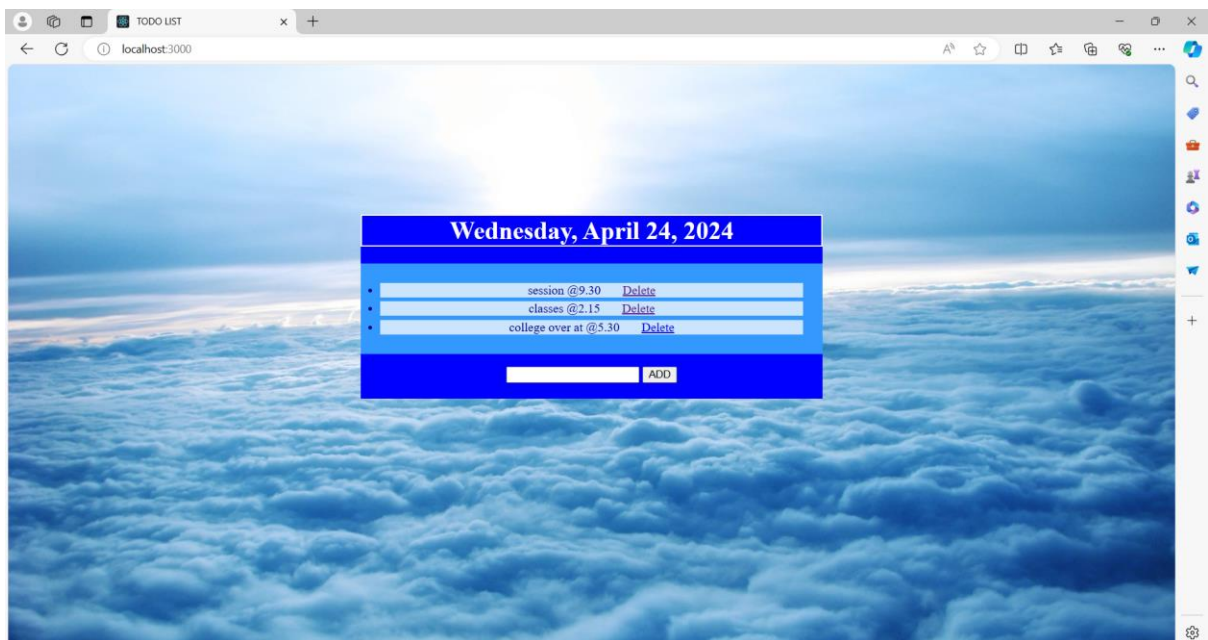 TODO LIST
localhost:3000
Wednesday, April 24, 2024
session @9.30 Delete
classes @2.15 Delete
college over at @5.30 Delete
ADD